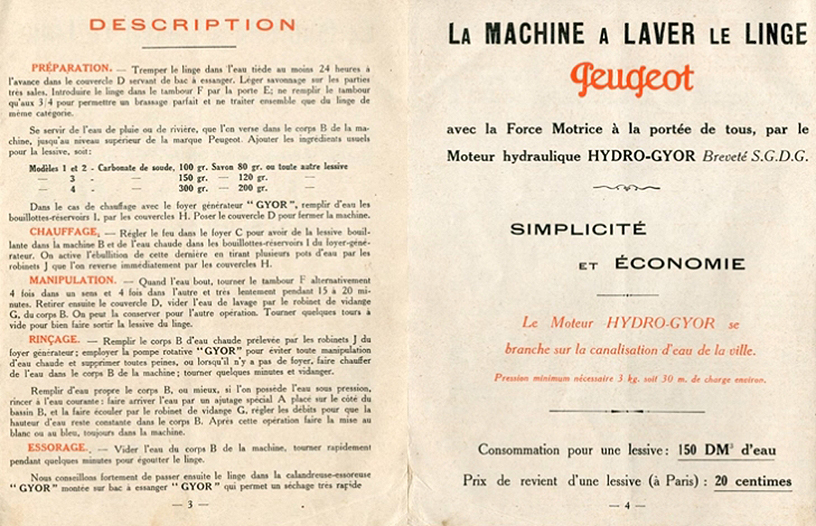 DESCRIPTION
PRÉPARATION. — Tremper le linge dans l'eau tiède au moins 24 heures à
l'avance dans le couvercle D servant de bac à essanger. Léger savonnage sur les parties
très sales. Introduire le linge dans le tambour F par la porte E; ne remplir le tambour
qu'aux 3/4 pour permettre un brassage parfait et ne traiter ensemble que du linge de
même catégorie.
Se servir de l'eau de pluie ou de rivière, que l'en verse dans le corps B de la ma-
chine, jusqu'au niveau superieur de la marque Peugeot. Ajouter les ingrédients usuels
pour la lessive, soit:
Modèles 1 et 2 - Carbonate de soude, 100 gr. Savon 80 gr. ou toute autre lessive
— 3 - — 150 gr. — 120 gr. —
— 4 - — 300 gr. — 200 gr. —
Dans le cas de chauffage avec le foyer générateur "GYOR", remplir d'eau les
bouillottes-réservoirs I, par les couvercles H. Poser le couvercle D pour fermer la machine.
CHAUFFAGE, — Régler le feu dans le foyer C pour avoir de la lessive bouil-
lante dans la machine B et de l'eau chaude dans les bouillottes-réservoirs I du foyer-géné-
rateur. On active l'ébullition de cette dernière en tirant plusieurs pots d'eau par les
robinets J que l'on reverse immédiatement par les couvercles H.
MANIPULATION. — Quand l'eau bout, tourner le tambour F alternativement
4 fois dans un sens et 4 fois dans l'autre et très lentement pendant 15 à 20 mi-
nutes. Retirer ensuite le couvercle D, vider l'eau de lavage par le robinet de vidange
G, du corps B. On peut la conserver pour l'autre opération. Tourner quelques tours à
vide pour bien faire sortir la lessive du linge.
RINÇAGE. — Remplir le corps B d'eau chaude prélevée par les robinets J du
foyer générateur; employer la pompe rotative "GYOR" pour éviter toute manipulation
d'eau chaude et supprimer toutes peines, ou lorsqu'il n'y a pas de foyer, faire chauffer
de l'eau dans le corps B de la machine; tourner quelques minutes et vidanger.
Remplir d'eau propre le corps B, ou mieux, si l'on possède l'eau sous pression,
rincer à l'eau courante: faire arriver l'eau par un ajutage spécial A placé sur le côté du
bassin B, et la faire écouler par le robinet de vidange G, régler les débits pour que la
hauteur d'eau reste constante dans le corps B. Après cette opération faire la mise au
blanc ou au bleu, toujours dans la machine.
ESSORAGE. — Vider l'eau du corps B de la machine, tourner rapidement
pendant quelques minutes pour égoutter le linge.
Nous conseillons fortement de passer ensuite le linge dans la calandreuse-essoreuse
"GYOR" montée sur bac à essanger "GYOR" qui permet un séchage très rapide
— 3 —
LA MACHINE A LAVER LE LINGE
Peugeot
avec la Force Motrice à la portée de tous, par le
Moteur hydraulique HYDRO-GYOR Breveté S.G.D.G.
SIMPLICITÉ
ET ÉCONOMIE
Le Moteur HYDRO-GYOR se
branche sur la canalisation d'eau de la ville.
Pression minimum nécessaire 3 kg. soit 30 m. de charge environ.
Consommation pour une lessive: 150 DM³ d'eau
Prix de revient d'une lessive (à Paris) : 20 centimes
— 4 —